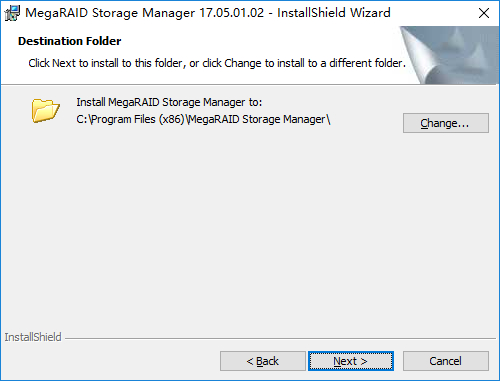 MegaRAID Storage Manager 17.05.01.02 - InstallShield Wizard
Destination Folder
Click Next to install to this folder, or click Change to install to a different folder.
Install MegaRAID Storage Manager to:
C:\Program Files (x86)\MegaRAID Storage Manager\
Change...
InstallShield
< Back
Next >
Cancel